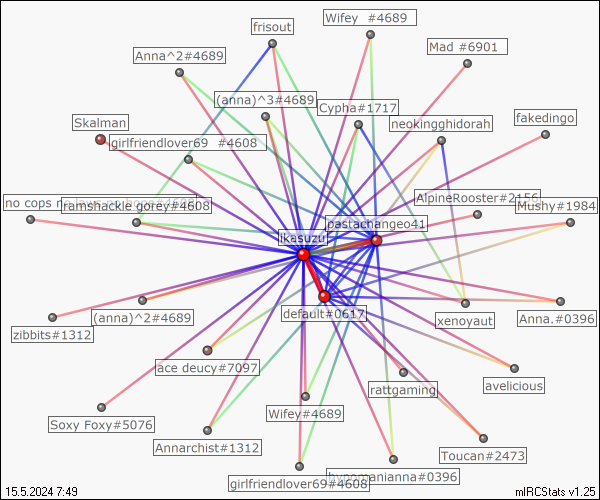 Wifey #4689
frisout
Mad #6901
Anna^2#4689
(anna)^3#4689
Cypha#1717
fakedingo
Skalman
neokingghidorah
girlfriendlover69 #4608
AlpineRooster#2156
no cops
ramshackle gorey#4608
Mushy#1984
pastachange041
ikasuzu
(anna)^2#4689
default#0617
Anna.#0396
zibbits#1312
xenoyaut
ace deucy#7097
rattgaming
avelicious
Wifey#4689
Soxy Foxy#5076
Annarchist#1312
Toucan#2473
hypomanianna#0396
girlfriendlover69#4608
15.5.2024 7:49
mIRCStats v1.25